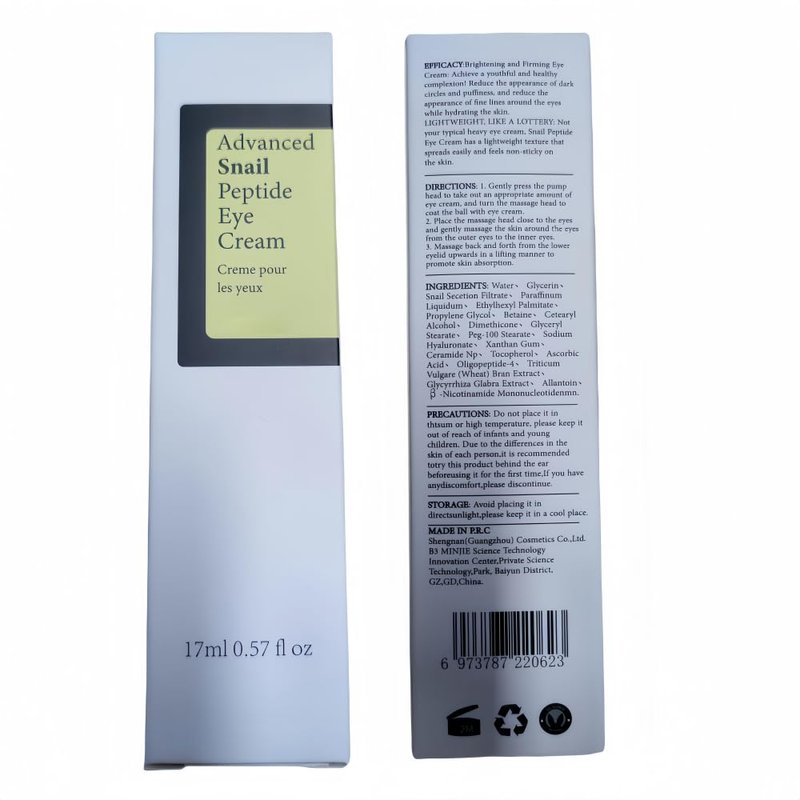 Advanced
Snail
Peptide
Eye
Cream
Creme pour
les yeux
17ml 0.57 fl oz
EFFICACY:Brightening and Firming Eye
Cream: Achieve a youthful and healthy
complexion! Reduce the appearance of dark
circles and puffiness, and reduce the
appearance of fine lines around the eyes
while hydrating the skin.
LIGHTWEIGHT, LIKE A LOTTERY: Not
your typical heavy eye cream, Snail Peptide
Eye Cream has a lightweight texture that
spreads easily and feels non-sticky on
the skin.
DIRECTIONS: 1. Gently press the pump
head to take out an appropriate amount of
eye cream, and turn the massage head to
coat the ball with eye cream.
2. Place the massage head close to the eyes
and gently massage the skin around the eyes
from the outer eyes to the inner eyes.
3. Massage back and forth from the lower
eyelid upwards in a lifting manner to
promote skin absorption.
INGREDIENTS: Water、 Glycerin、
Snail Secetion Filtrate、 Paraffinum
Liquidum、 Ethylhexyl Palmitate、
Propylene Glycol、 Betaine、 Cetearyl
Alcohol、 Dimethicone、 Glyceryl
Stearate、 Peg-100 Stearate、 Sodium
Hyaluronate、 Xanthan Gum、
Ceramide Np、 Tocopherol、 Ascorbic
Acid、 Oligopeptide-4、 Triticum
Vulgare (Wheat) Bran Extract、
Glycyrrhiza Glabra Extract、 Allantoin、
β -Nicotinamide Mononucleotidenmn.
PRECAUTIONS: Do not place it in
thtsum or high temperature, please keep it
out of reach of infants and young
children. Due to the differences in the
skin of each person,it is recommended
totry this product behind the ear
beforeusing it for the first time,If you have
anydiscomfort,please discontinue.
STORAGE: Avoid placing it in
directsunlight,please keep it in a cool place.
MADE IN P.R.C
Shengnan(Guangzhou) Cosmetics Co.,Ltd.
B3 MINJIE Science Technology
Innovation Center,Private Science
Technology,Park, Baiyun District,
GZ,GD,China.
6 973787 220623